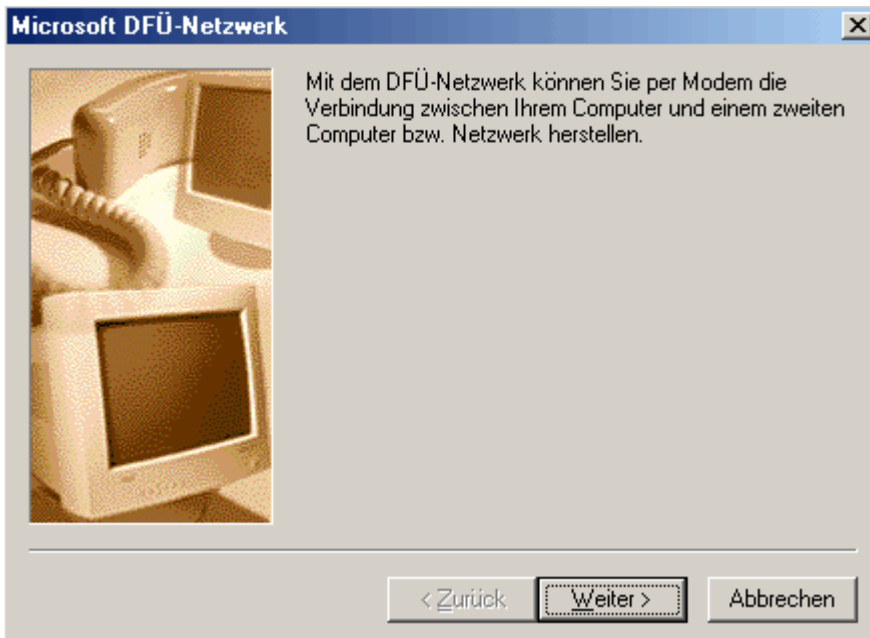 Microsoft DFÜ-Netzwerk
Mit dem DFÜ-Netzwerk können Sie per Modem die
Verbindung zwischen Ihrem Computer und einem zweiten
Computer bzw. Netzwerk herstellen.
< Zurück
Weiter >
Abbrechen